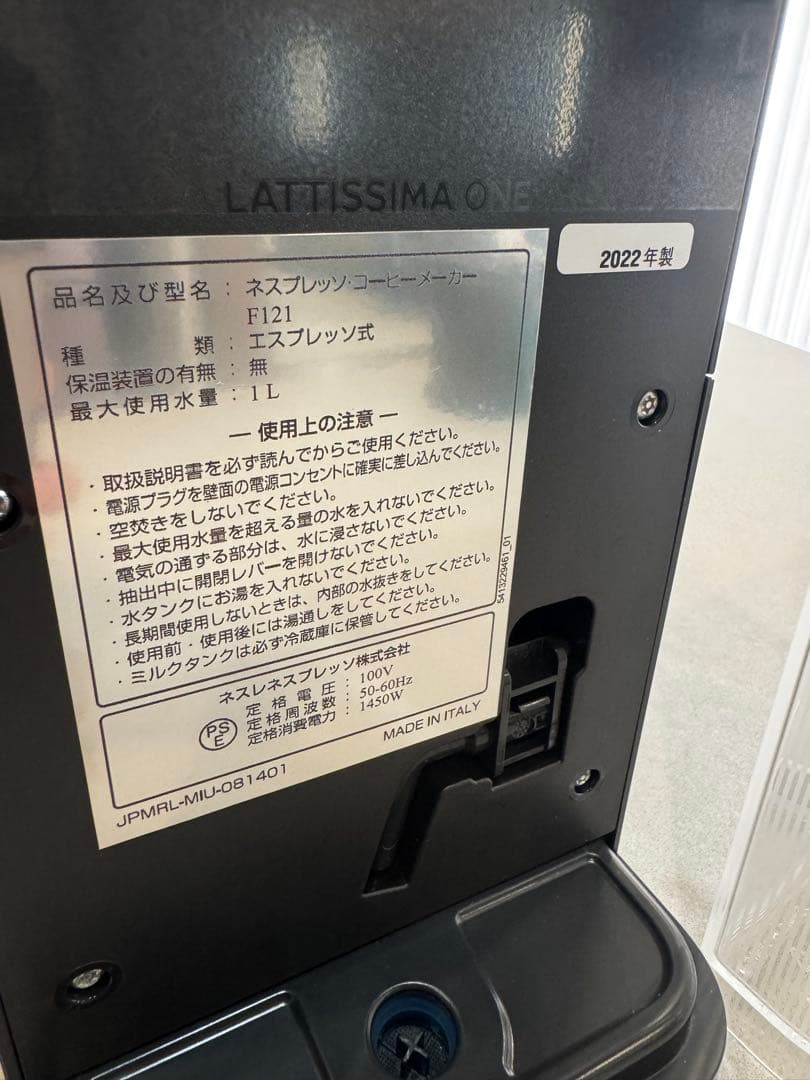 LATTISSIMA ONE
2022年製
品名及び型名：ネスプレッソ・コーヒーメーカー
F121
種類：エスプレッソ式
保温装置の有無：無
最大使用水量：1L
― 使用上の注意 ―
・取扱説明書を必ず読んでからご使用ください。
・電源プラグを壁面の電源コンセントに確実に差し込んでください。
・空焚きをしないでください。
・最大使用水量を超える量の水を入れないでください。
・電気の通ずる部分は、水に浸さないでください。
・抽出中に開閉レバーを開けないでください。
・水タンクにお湯を入れないでください。
・長期間使用しないときは、内部の水抜きをしてください。
・使用前・使用後には湯通しをしてください。
・ミルクタンクは必ず冷蔵庫に保管してください。
5413229461_01
ネスレネスプレッソ株式会社
PSE
定格電圧：100V
定格周波数：50-60Hz
定格消費電力：1450W
MADE IN ITALY
JPMRL-MIU-081401